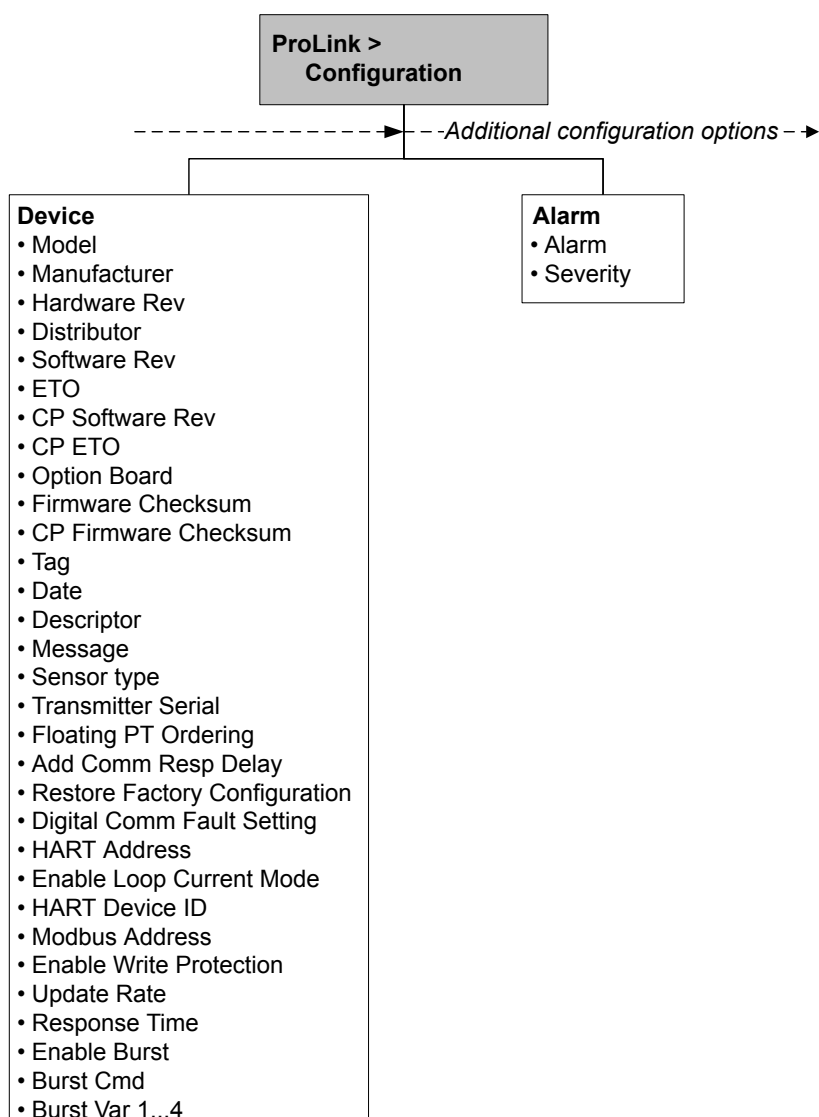 ProLink >
Configuration
Additional configuration options
Device
• Model
• Manufacturer
• Hardware Rev
• Distributor
• Software Rev
• ETO
• CP Software Rev
• CP ETO
• Option Board
• Firmware Checksum
• CP Firmware Checksum
• Tag
• Date
• Descriptor
• Message
• Sensor type
• Transmitter Serial
• Floating PT Ordering
• Add Comm Resp Delay
• Restore Factory Configuration
• Digital Comm Fault Setting
• HART Address
• Enable Loop Current Mode
• HART Device ID
• Modbus Address
• Enable Write Protection
• Update Rate
• Response Time
• Enable Burst
• Burst Cmd
• Burst Var 1...4
Alarm
• Alarm
• Severity